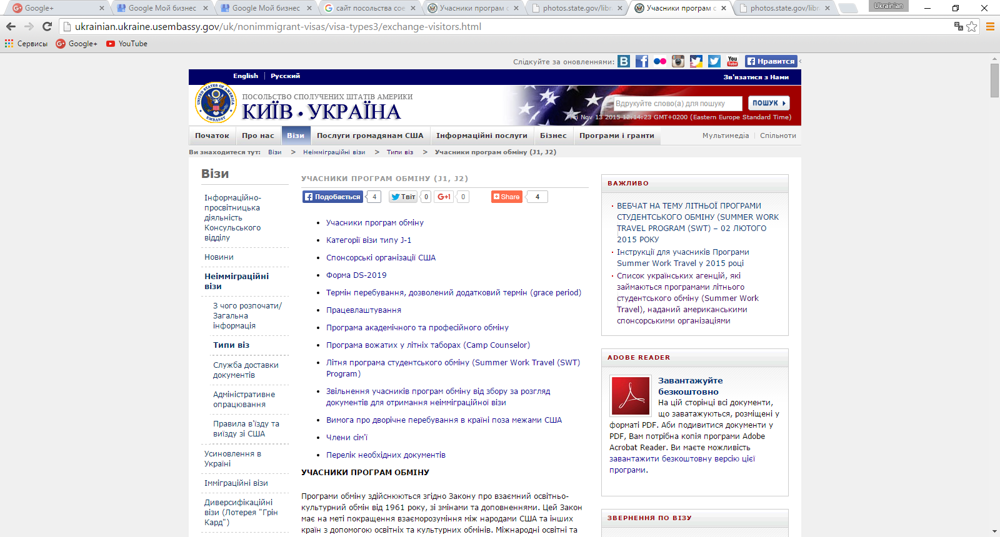 Google+
Google Мой бизнес
Google Мой бизнес
сайт посольства сое
Учасники програм о
photos.state.gov/libra
Учасники програм о
photos.state.gov/libra
Ukrainian
ukrainian.ukraine.usembassy.gov/uk/nonimmigrant-visas/visa-types3/exchange-visitors.html
Сервисы
Google+
YouTube
Слідкуйте за оновленнями:
Нравится
English
Русский
Зв'язатися з Нами
ПОСОЛЬСТВО СПОЛУЧЕНИХ ШТАТІВ АМЕРИКИ
КИЇВ • УКРАЇНА
Вдрукуйте слово(а) для пошуку
ПОШУК
Fri Nov 13 2015 12:14:23 GMT+0200 (Eastern Europe Standard Time)
Початок
Про нас
Візи
Послуги громадянам США
Інформаційні послуги
Бізнес
Програми і гранти
Мультимедіа
Спільноти
Ви знаходитеся тут: Візи > Неімміграційні візи > Типи віз > Учасники програм обміну (J1, J2)
Візи
Інформаційно-
просвітницька
діяльність
Консульського
відділу
Новини
Неімміграційні
візи
З чого розпочати/
Загальна
інформація
Типи віз
Служба доставки
документів
Адміністративне
опрацювання
Правила в'їзду та
виїзду зі США
Усиновлення в
Україні
Імміграційні візи
Диверсифікаційні
візи (Лотерея "Грін
Кард")
УЧАСНИКИ ПРОГРАМ ОБМІНУ (J1, J2)
Подобається 4
Твіт 0
+1 0
Share 4
• Учасники програм обміну
• Категорії візи типу J-1
• Спонсорські організації США
• Форма DS-2019
• Термін перебування, дозволений додатковий термін (grace period)
• Працевлаштування
• Програма академічного та професійного обміну
• Програма вожатих у літніх таборах (Camp Counselor)
• Літня програма студентського обміну (Summer Work Travel (SWT)
Program)
• Звільнення учасників програм обміну від збору за розгляд
документів для отримання неімміграційної візи
• Вимога про дворічне перебування в країні поза межами США
• Члени сім'ї
• Перелік необхідних документів
УЧАСНИКИ ПРОГРАМ ОБМІНУ
Програми обміну здійснюються згідно Закону про взаємний освітньо-
культурний обмін від 1961 року, зі змінами та доповненнями. Цей Закон
має на меті покращення взаєморозуміння між народами США та інших
країн з допомогою освітніх та культурних обмінів. Міжнародні освітні та
ВАЖЛИВО
ВЕБЧАТ НА ТЕМУ ЛІТНЬОЇ ПРОГРАМИ
СТУДЕНТСЬКОГО ОБМІНУ (SUMMER WORK
TRAVEL PROGRAM (SWT) – 02 ЛЮТОГО
2015 РОКУ
Інструкції для учасників Програми
Summer Work Travel у 2015 році
Список українських агенцій, які
займаються програмами літнього
студентського обміну (Summer Work
Travel), наданий американськими
спонсорськими організаціями
ADOBE READER
Завантажуйте
безкоштовно
На цій сторінці всі документи,
що заватажуються, розміщені у
форматі PDF. Аби подивитися документи у
PDF, Вам потрібна копія програми Adobe
Acrobat Reader. Ви маєте можливість
завантажити безкоштовну версію цієї
програми.
ЗВЕРНЕННЯ ПО ВІЗУ